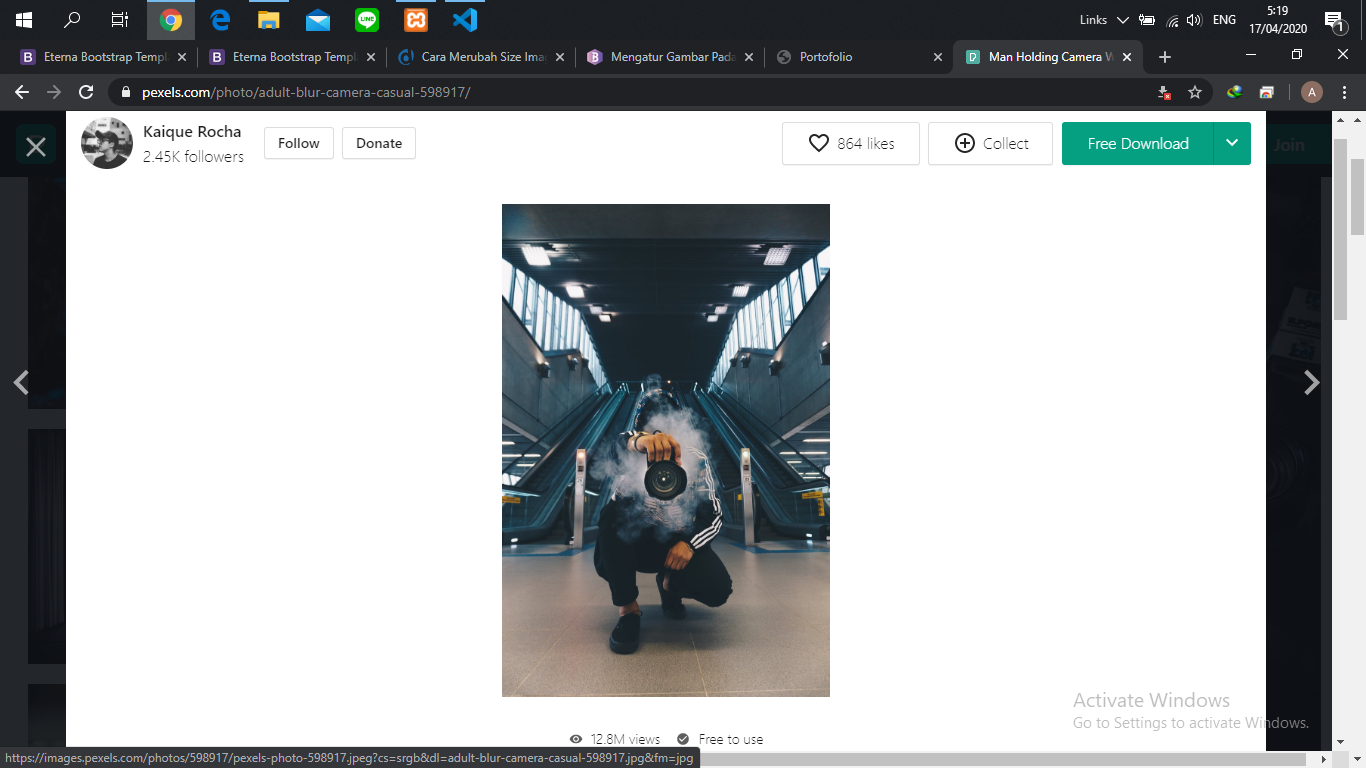 Links
ENG
5:19
17/04/2020
1
Eterna Bootstrap Templ
Eterna Bootstrap Templ
Cara Merubah Size Imag
Mengatur Gambar Pada
Portofolio
Man Holding Camera W
pexels.com/photo/adult-blur-camera-casual-598917/
A
Kaique Rocha
2.45K followers
Follow
Donate
864 likes
Collect
Free Download
Join
12.8M views
Free to use
Activate Windows
Go to Settings to activate Windows.
https://images.pexels.com/photos/598917/pexels-photo-598917.jpeg?cs=srgb&dl=adult-blur-camera-casual-598917.jpg&fm=jpg